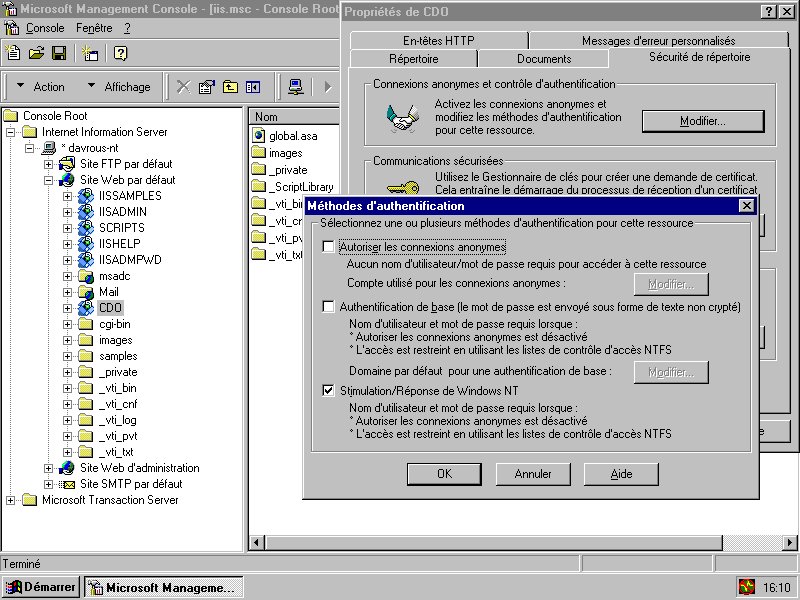 Microsoft Management Console - [iis.msc - Console Root
Console Fenêtre ?
Action Affichage
Console Root
Internet Information Server
* davrous-nt
Site FTP par défaut
Site Web par défaut
IISSAMPLES
IISADMIN
SCRIPTS
IISHELP
IISADMPWD
msadc
Mail
CDO
cgi-bin
images
samples
_private
_vti_bin
_vti_cnf
_vti_log
_vti_pvt
_vti_txt
Site Web d'administration
Site SMTP par défaut
Microsoft Transaction Server
Nom
global.asa
images
_private
_ScriptLibrary
_vti_bin
_vti_cn
_vti_pv
_vti_txt
Propriétés de CDO
En-têtes HTTP
Messages d'erreur personnalisés
Répertoire
Documents
Sécurité de répertoire
Connexions anonymes et contrôle d'authentification
Activez les connexions anonymes et
modifiez les méthodes d'authentification
pour cette ressource.
Modifier...
Communications sécurisées
Utilisez le Gestionnaire de clés pour créer une demande de certificat.
Cela entraîne le démarrage du processus de réception d'un certificat
Méthodes d'authentification
Sélectionnez une ou plusieurs méthodes d'authentification pour cette ressource
Autoriser les connexions anonymes
Aucun nom d'utilisateur/mot de passe requis pour accéder à cette ressource
Compte utilisé pour les connexions anonymes :
Modifier...
Authentification de base (le mot de passe est envoyé sous forme de texte non crypté)
Nom d'utilisateur et mot de passe requis lorsque :
* Autoriser les connexions anonymes est désactivé
* L'accès est restreint en utilisant les listes de contrôle d'accès NTFS
Domaine par défaut pour une authentification de base :
Modifier...
Stimulation/Réponse de Windows NT
Nom d'utilisateur et mot de passe requis lorsque :
* Autoriser les connexions anonymes est désactivé
* L'accès est restreint en utilisant les listes de contrôle d'accès NTFS
OK
Annuler
Aide
e
Terminé
Démarrer
Microsoft Manageme...
16:10